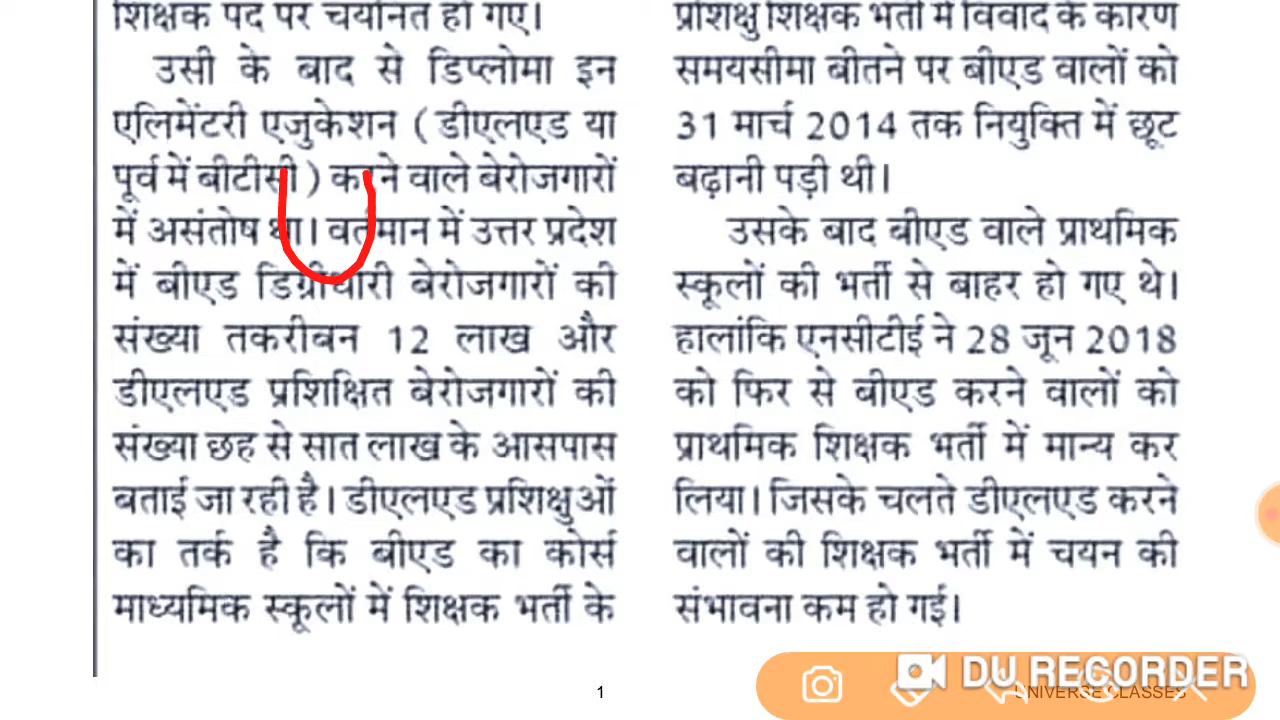 शिक्षक पद पर चयनित हो गए।
उसी के बाद से डिप्लोमा इन
एलिमेंटरी एजुकेशन (डीएलएड या
पूर्व में बीटीसी) करने वाले बेरोजगारों
में असंतोष था। वर्तमान में उत्तर प्रदेश
में बीएड डिग्रीधारी बेरोजगारों की
संख्या तकरीबन 12 लाख और
डीएलएड प्रशिक्षित बेरोजगारों की
संख्या छह से सात लाख के आसपास
बताई जा रही है। डीएलएड प्रशिक्षुओं
का तर्क है कि बीएड का कोर्स
माध्यमिक स्कूलों में शिक्षक भर्ती के
प्रशिक्षु शिक्षक भर्ती में विवाद के कारण
समयसीमा बीतने पर बीएड वालों को
31 मार्च 2014 तक नियुक्ति में छूट
बढ़ानी पड़ी थी।
उसके बाद बीएड वाले प्राथमिक
स्कूलों की भर्ती से बाहर हो गए थे।
हालांकि एनसीटीई ने 28 जून 2018
को फिर से बीएड करने वालों को
प्राथमिक शिक्षक भर्ती में मान्य कर
लिया। जिसके चलते डीएलएड करने
वालों की शिक्षक भर्ती में चयन की
संभावना कम हो गई।
1
UNIVERSE CLASSES
DU RECORDER